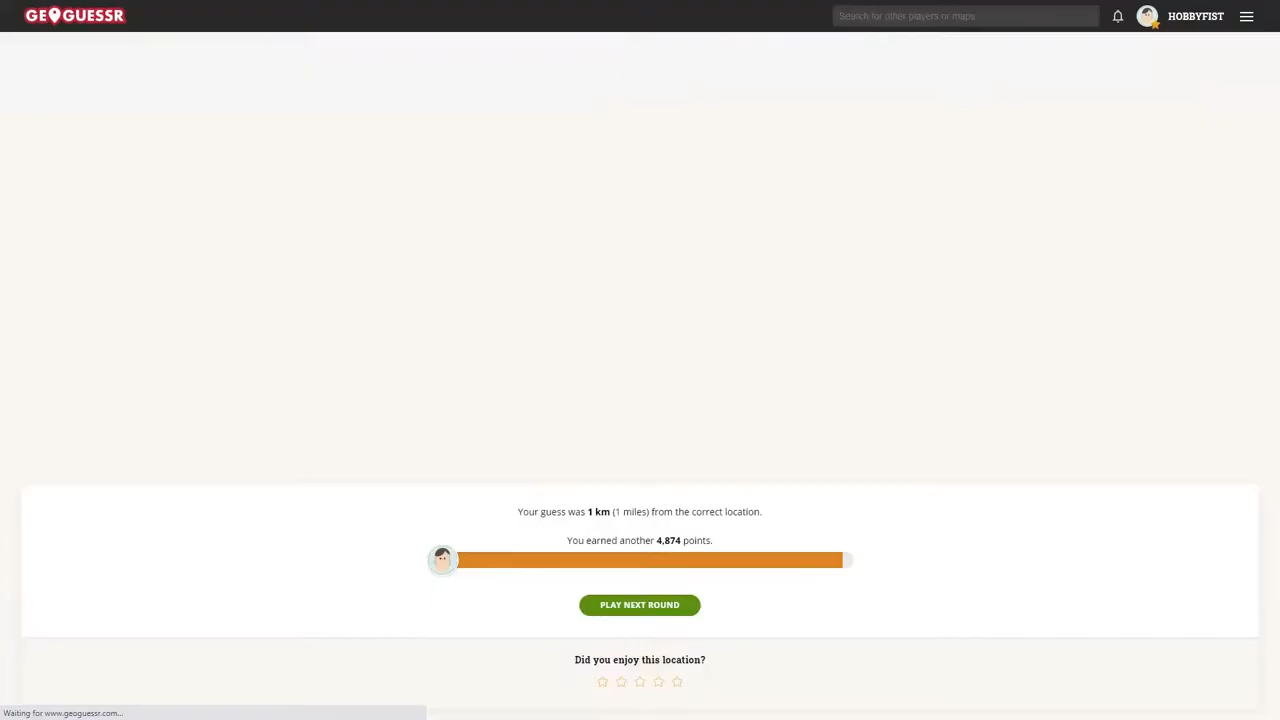 GEOGUESSR
Search for other players or maps
HOBBYFIST
Your guess was 1 km (1 miles) from the correct location.
You earned another 4,874 points.
PLAY NEXT ROUND
Did you enjoy this location?
Waiting for www.geoguessr.com...